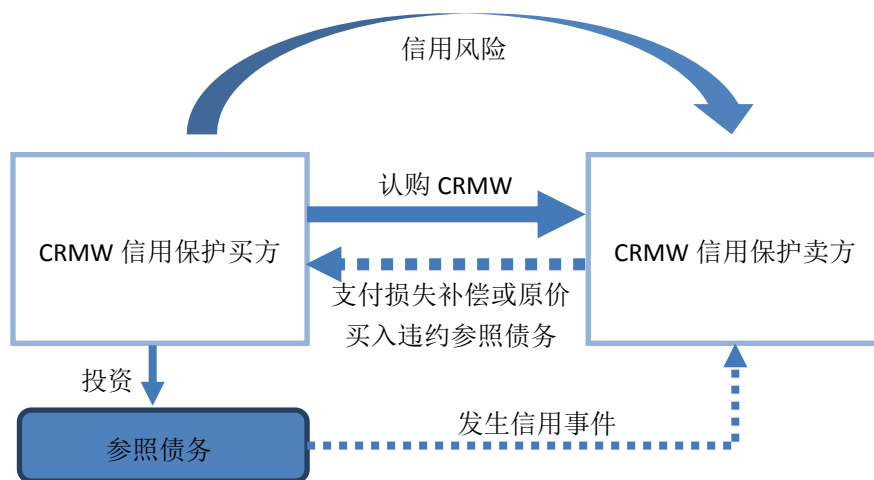 信用风险
认购 CRMW
CRMW 信用保护买方
CRMW 信用保护卖方
支付损失补偿或原价
买入违约参照债务
投资
发生信用事件
参照债务